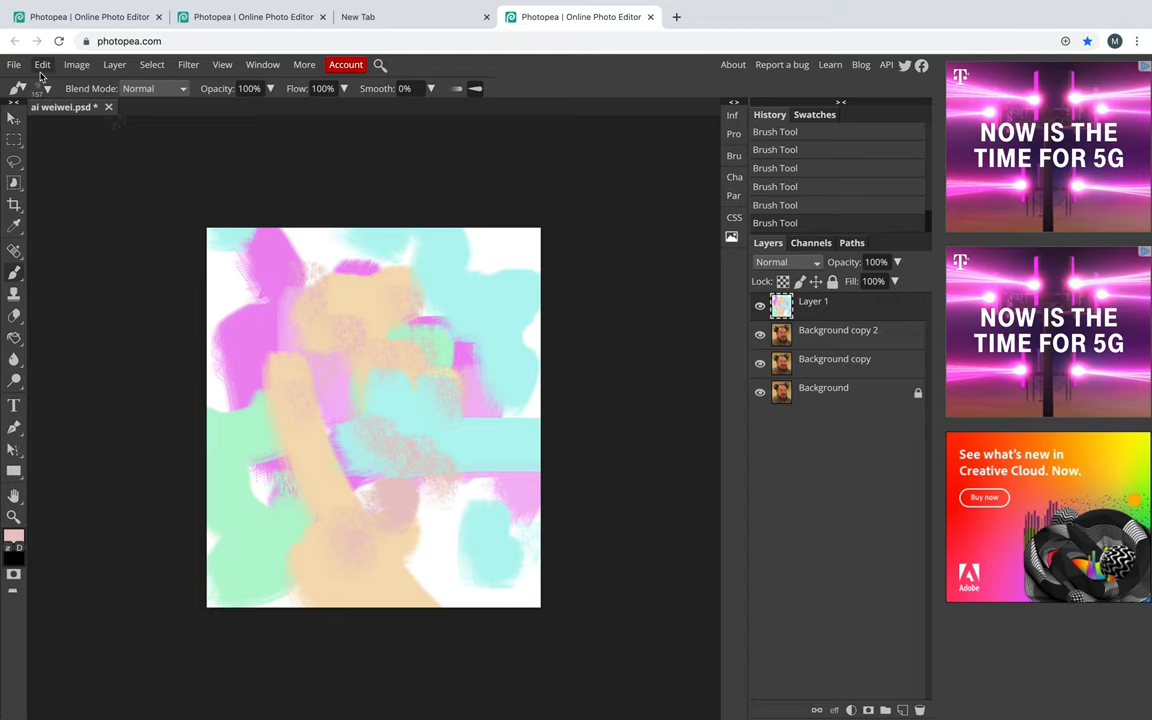 Photopea | Online Photo Editor
Photopea | Online Photo Editor
New Tab
Photopea | Online Photo Editor
photopea.com
M
File Edit Image Layer Select Filter View Window More Account
About Report a bug Learn Blog API
157
Blend Mode: Normal Opacity: 100% Flow: 100% Smooth: 0%
ai weiwei.psd *
Inf
Pro
Bru
Cha
Par
CSS
History Swatches
Brush Tool
Brush Tool
Brush Tool
Brush Tool
Brush Tool
Brush Tool
Layers Channels Paths
Normal Opacity: 100%
Lock: Fill: 100%
Layer 1
Background copy 2
Background copy
Background
eff
T
D
NOW IS THE
TIME FOR 5G
NOW IS THE
TIME FOR 5G
See what's new in
Creative Cloud. Now.
Buy now
Adobe